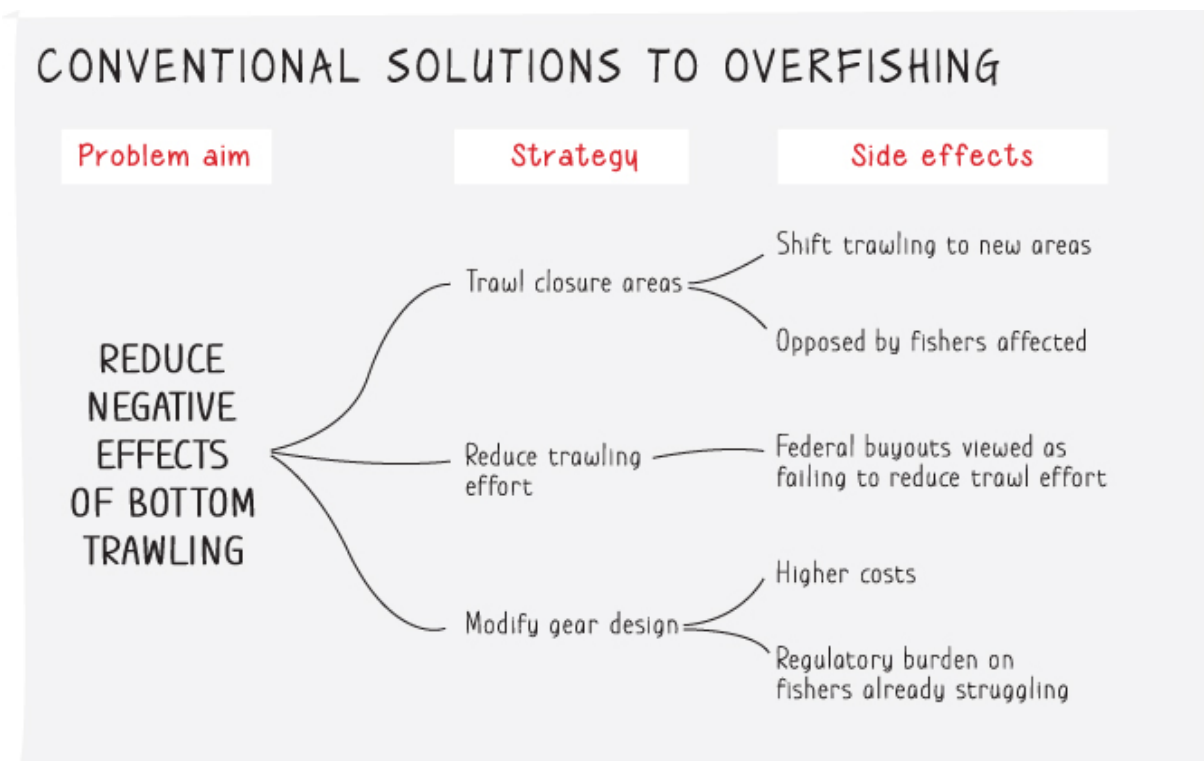 CONVENTIONAL SOLUTIONS TO OVERFISHING
Problem aim
Strategy
Side effects
REDUCE
NEGATIVE
EFFECTS
OF BOTTOM
TRAWLING
Trawl closure areas
Shift trawling to new areas
Opposed by fishers affected
Reduce trawling
effort
Federal buyouts viewed as
failing to reduce trawl effort
Modify gear design
Higher costs
Regulatory burden on
fishers already struggling